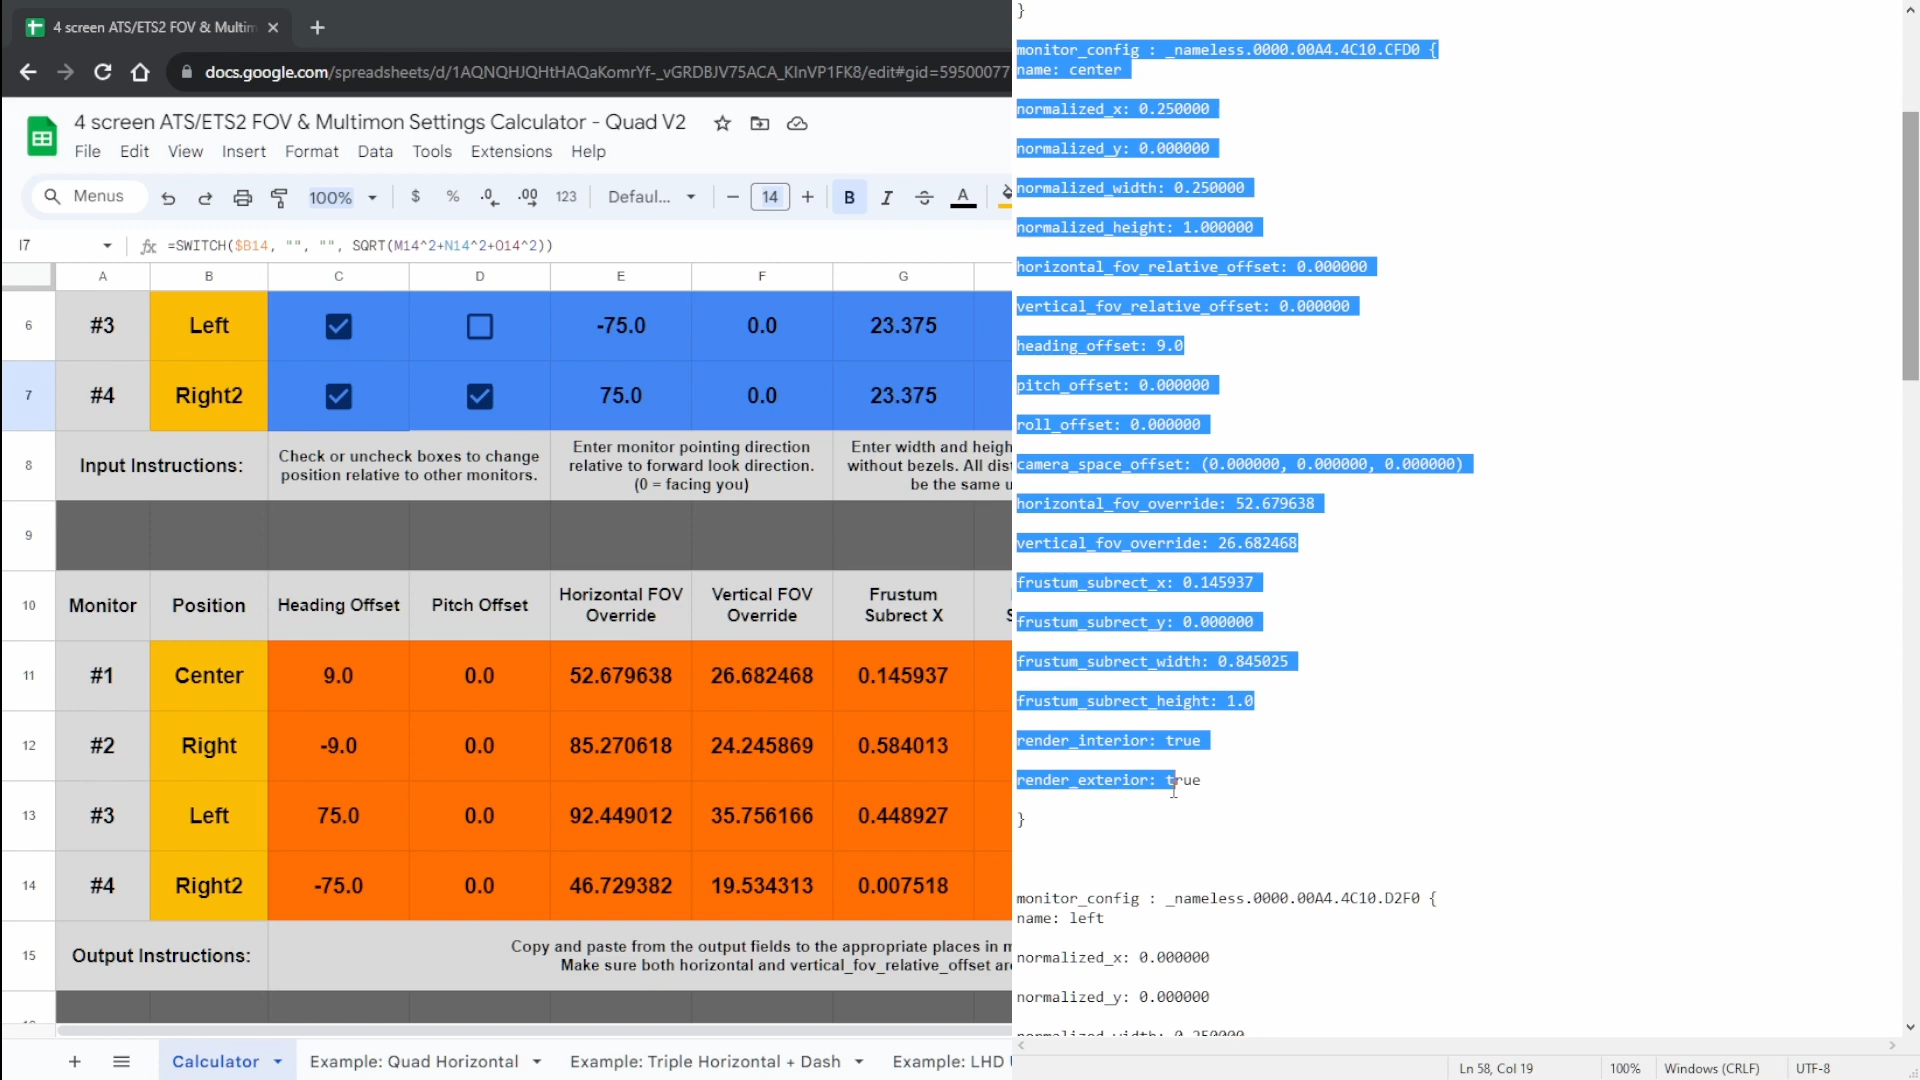 4 screen ATS/ETS2 FOV & Multim
docs.google.com/spreadsheets/d/1AQNQHJQHtHAQaKomrYf-_vGRDBJV75ACA_KInVP1FK8/edit#gid=59500077
4 screen ATS/ETS2 FOV & Multimon Settings Calculator - Quad V2
File Edit View Insert Format Data Tools Extensions Help
Menus 100% $ % .0 .00 123 Defaul... - 14 + B I A
I7 fx =SWITCH($B14, "", "", SQRT(M14^2+N14^2+O14^2))
A B C D E F G
6 #3 Left -75.0 0.0 23.375
7 #4 Right2 75.0 0.0 23.375
8 Input Instructions:
Check or uncheck boxes to change
position relative to other monitors.
Enter monitor pointing direction
relative to forward look direction.
(0 = facing you)
Enter width and heigh
without bezels. All dis
be the same u
9
10 Monitor Position Heading Offset Pitch Offset Horizontal FOV Override Vertical FOV Override Frustum Subrect X
11 #1 Center 9.0 0.0 52.679638 26.682468 0.145937
12 #2 Right -9.0 0.0 85.270618 24.245869 0.584013
13 #3 Left 75.0 0.0 92.449012 35.756166 0.448927
14 #4 Right2 -75.0 0.0 46.729382 19.534313 0.007518
15 Output Instructions:
Copy and paste from the output fields to the appropriate places in m
Make sure both horizontal and vertical_fov_relative_offset are
Calculator Example: Quad Horizontal Example: Triple Horizontal + Dash Example: LHD
}
monitor_config : _nameless.0000.00A4.4C10.CFD0 {
name: center
normalized_x: 0.250000
normalized_y: 0.000000
normalized_width: 0.250000
normalized_height: 1.000000
horizontal_fov_relative_offset: 0.000000
vertical_fov_relative_offset: 0.000000
heading_offset: 9.0
pitch_offset: 0.000000
roll_offset: 0.000000
camera_space_offset: (0.000000, 0.000000, 0.000000)
horizontal_fov_override: 52.679638
vertical_fov_override: 26.682468
frustum_subrect_x: 0.145937
frustum_subrect_y: 0.000000
frustum_subrect_width: 0.845025
frustum_subrect_height: 1.0
render_interior: true
render_exterior: true
}
monitor_config : _nameless.0000.00A4.4C10.D2F0 {
name: left
normalized_x: 0.000000
normalized_y: 0.000000
normalized_width: 0.250000
Ln 58, Col 19 100% Windows (CRLF) UTF-8